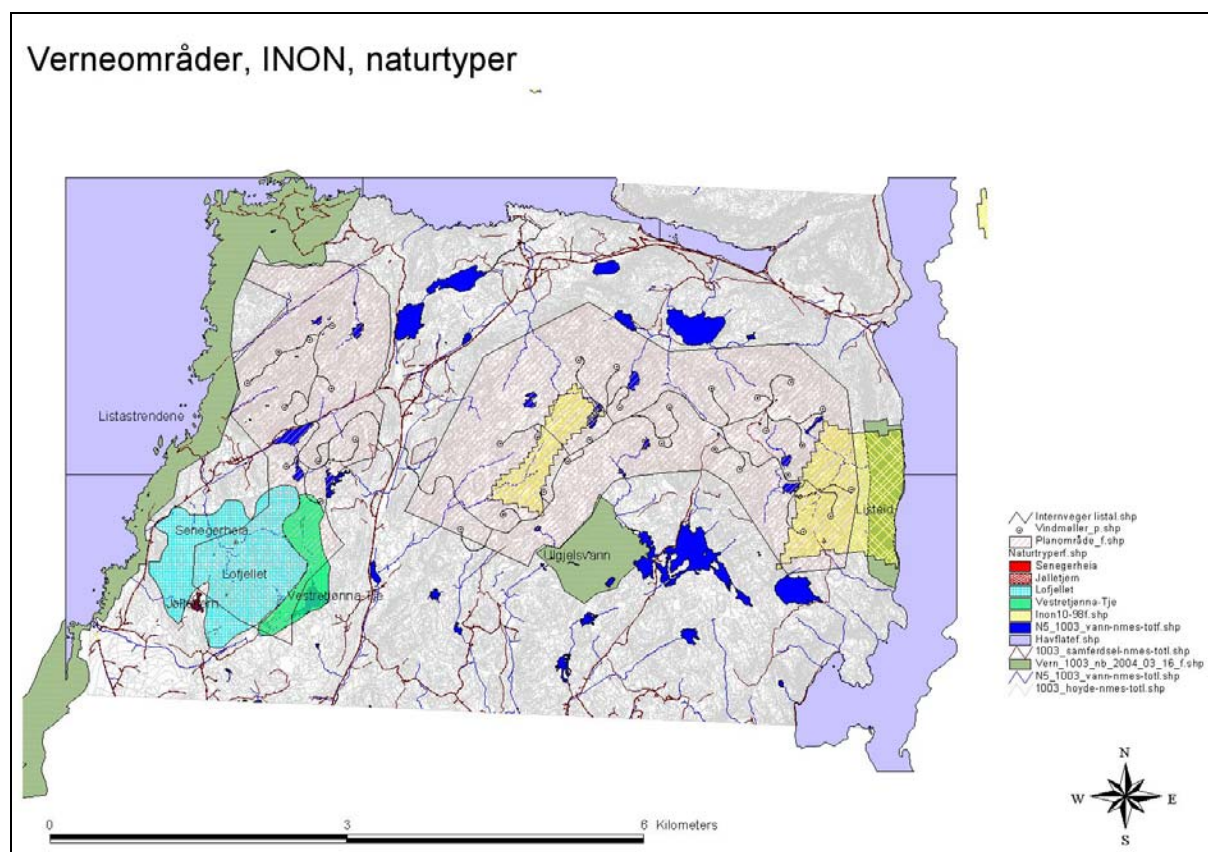 Verneområder, INON, naturtyper
Listastrendene
Senegerheia
Lofjellet
Jølletjern
Vestretjønna-Tje
Ulgjelsvann
Listeid
Internveger listal.shp
Vindmøller_p.shp
Planområde_f.shp
Naturtyperf.shp
Senegerheia
Jølletjern
Lofjellet
Vestretjønna-Tje
Inon10-98f.shp
N5_1003_vann-nmes-totf.shp
Havflatef.shp
1003_samferdsel-nmes-totl.shp
Vern_1003_nb_2004_03_16_f.shp
N5_1003_vann-nmes-totl.shp
1003_hoyde-nmes-totl.shp
N
W E
S
0 3 6 Kilometers